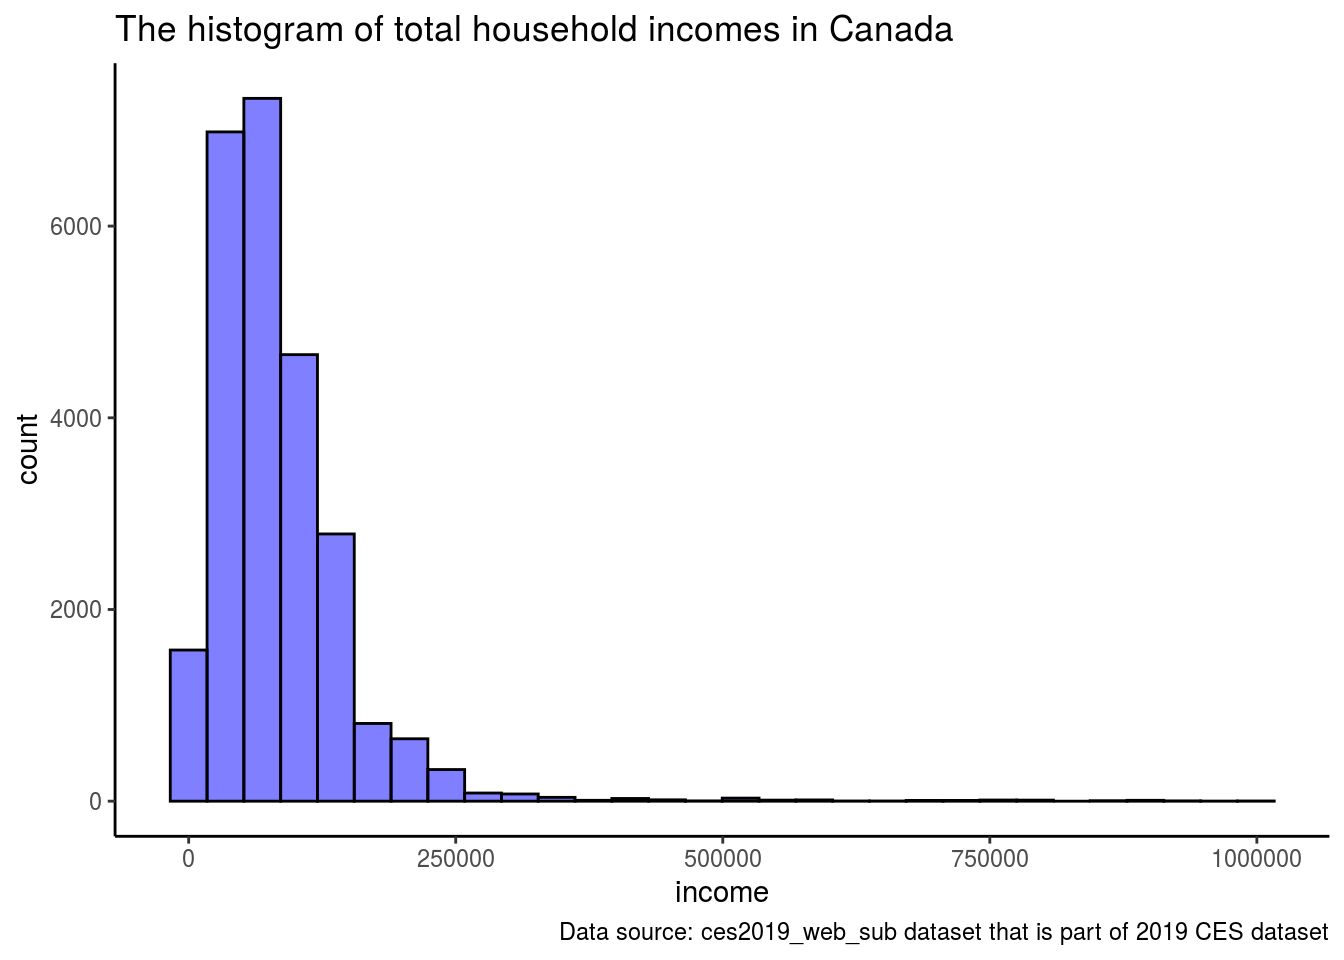 The histogram of total household incomes in Canada
6000
4000
2000
0
count
0 250000 500000 750000 1000000
income
Data source: ces2019_web_sub dataset that is part of 2019 CES dataset